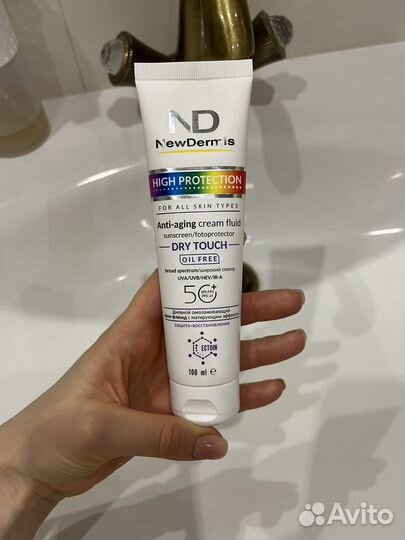 ND
NewDermis
HIGH PROTECTION
FOR ALL SKIN TYPES
Anti-aging cream fluid
sunscreen/fotoprotector
DRY TOUCH
OIL FREE
broad spectrum/широкий спектр
UVA/UVB/HEV/IR-A
50+
Дневной омолаживающий
крем-флюид с матирующим эффектом
защита-восстановление
ECTOIN
100 ml e
Avito